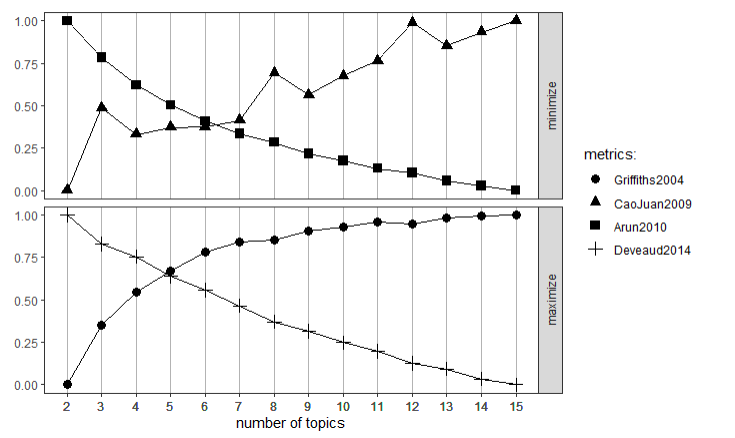 1.00
0.75
0.50
0.25
0.00
minimize
1.00
0.75
0.50
0.25
0.00
maximize
2 3 4 5 6 7 8 9 10 11 12 13 14 15
number of topics
metrics:
Griffiths2004
CaoJuan2009
Arun2010
Deveaud2014